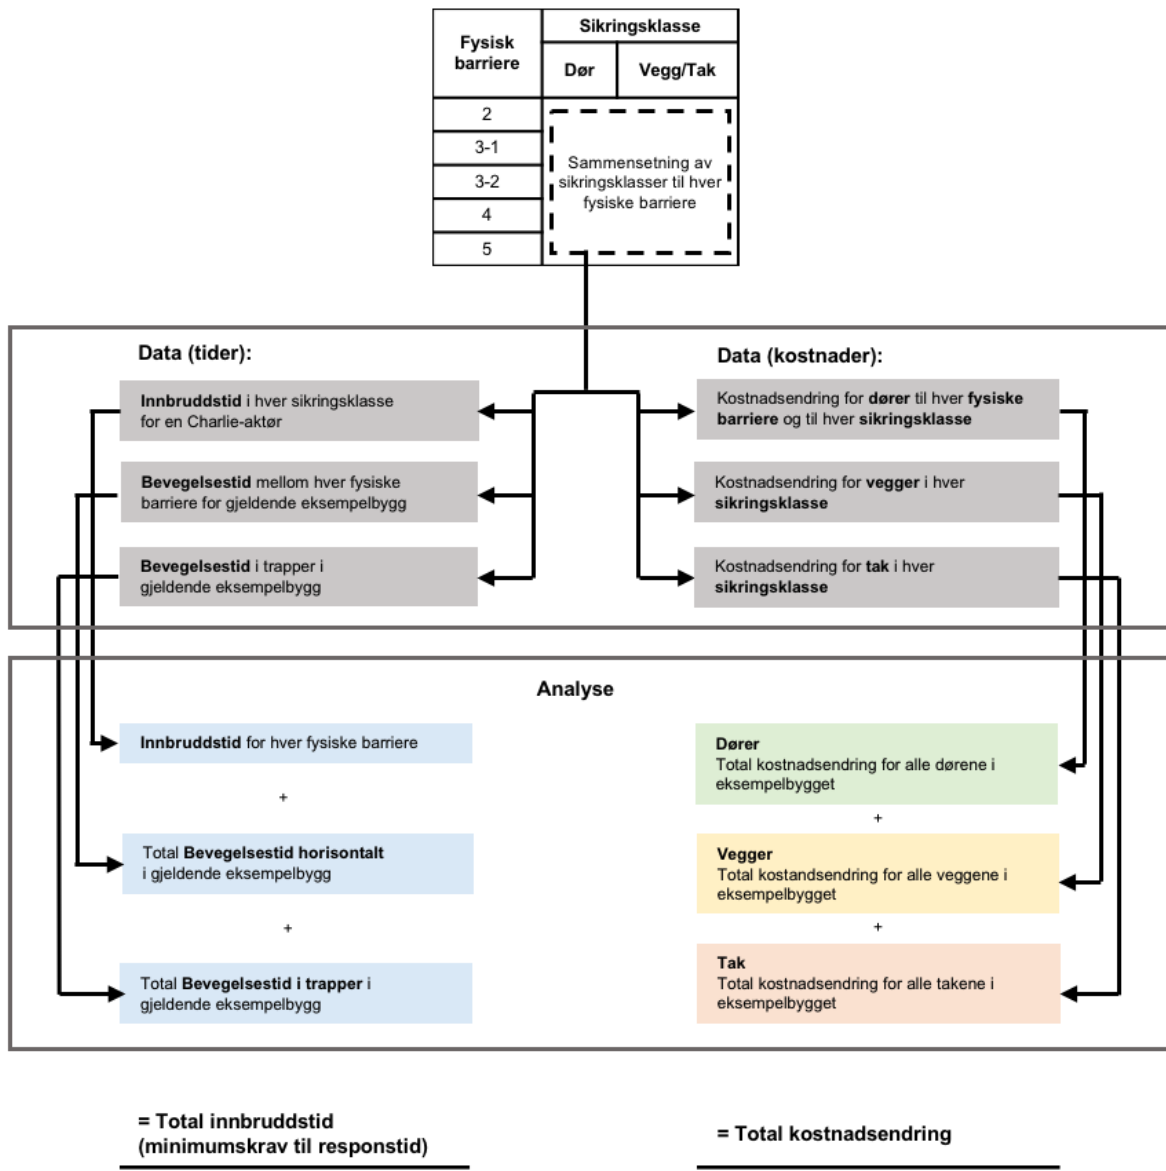 Fysisk
barriere
Sikringsklasse
Dør
Vegg/Tak
2
3-1
3-2
4
5
Sammensetning av
sikringsklasser til hver
fysiske barriere
Data (tider):
Innbruddstid i hver sikringsklasse
for en Charlie-aktør
Bevegelsestid mellom hver fysiske
barriere for gjeldende eksempelbygg
Bevegelsestid i trapper i
gjeldende eksempelbygg
Data (kostnader):
Kostnadsendring for dører til hver fysiske
barriere og til hver sikringsklasse
Kostnadsendring for vegger i hver
sikringsklasse
Kostnadsendring for tak i hver
sikringsklasse
Analyse
Innbruddstid for hver fysiske barriere
+
Total Bevegelsestid horisontalt
i gjeldende eksempelbygg
+
Total Bevegelsestid i trapper i
gjeldende eksempelbygg
Dører
Total kostnadsendring for alle dørene i
eksempelbygget
+
Vegger
Total kostandsendring for alle veggene i
eksempelbygget
+
Tak
Total kostnadsendring for alle takene i
eksempelbygget
= Total innbruddstid
(minimumskrav til responstid)
= Total kostnadsendring